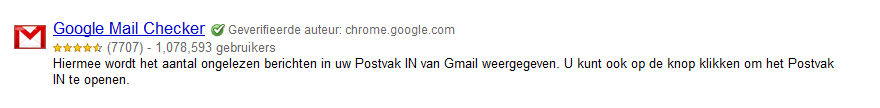 Google Mail Checker Geverifieerde auteur: chrome.google.com
(7707) - 1,078,593 gebruikers
Hiermee wordt het aantal ongelezen berichten in uw Postvak IN van Gmail weergegeven. U kunt ook op de knop klikken om het Postvak
IN te openen.